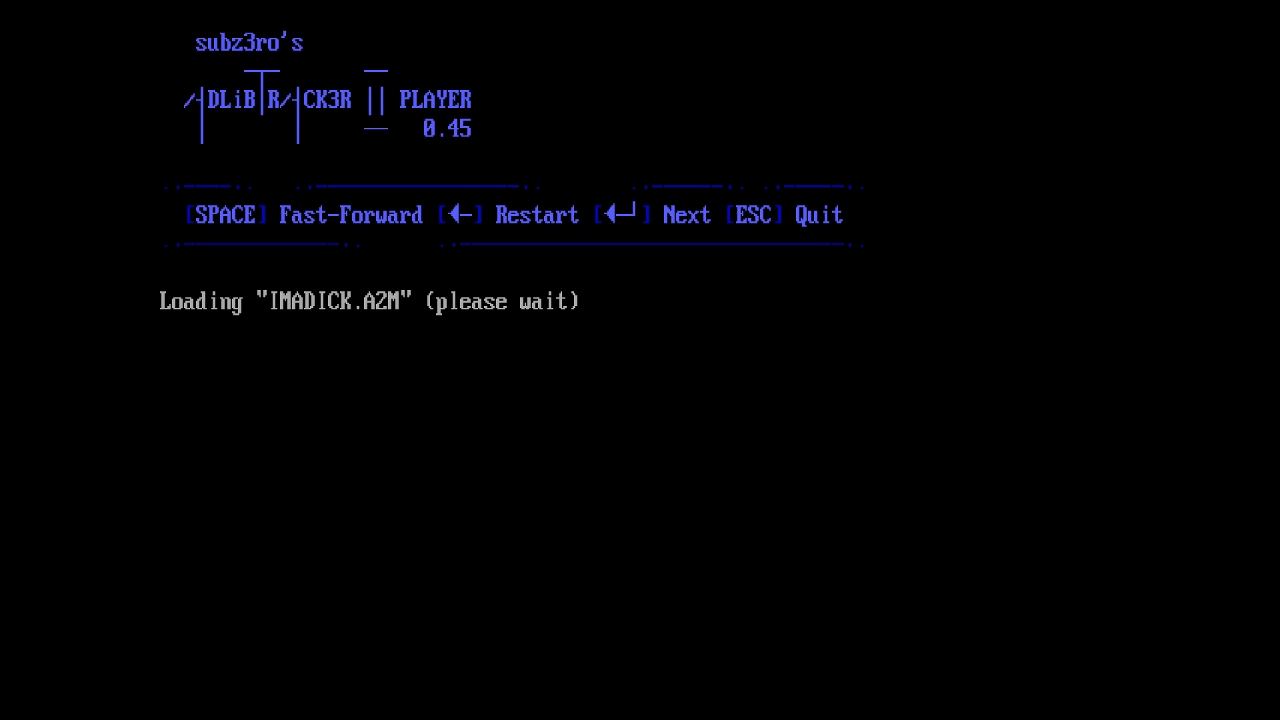 subz3ro's
/┤DLiB│R/┤CK3R ││ PLAYER
0.45
[SPACE] Fast-Forward [◄─] Restart [◄─┘] Next [ESC] Quit
Loading "IMADICK.A2M" (please wait)